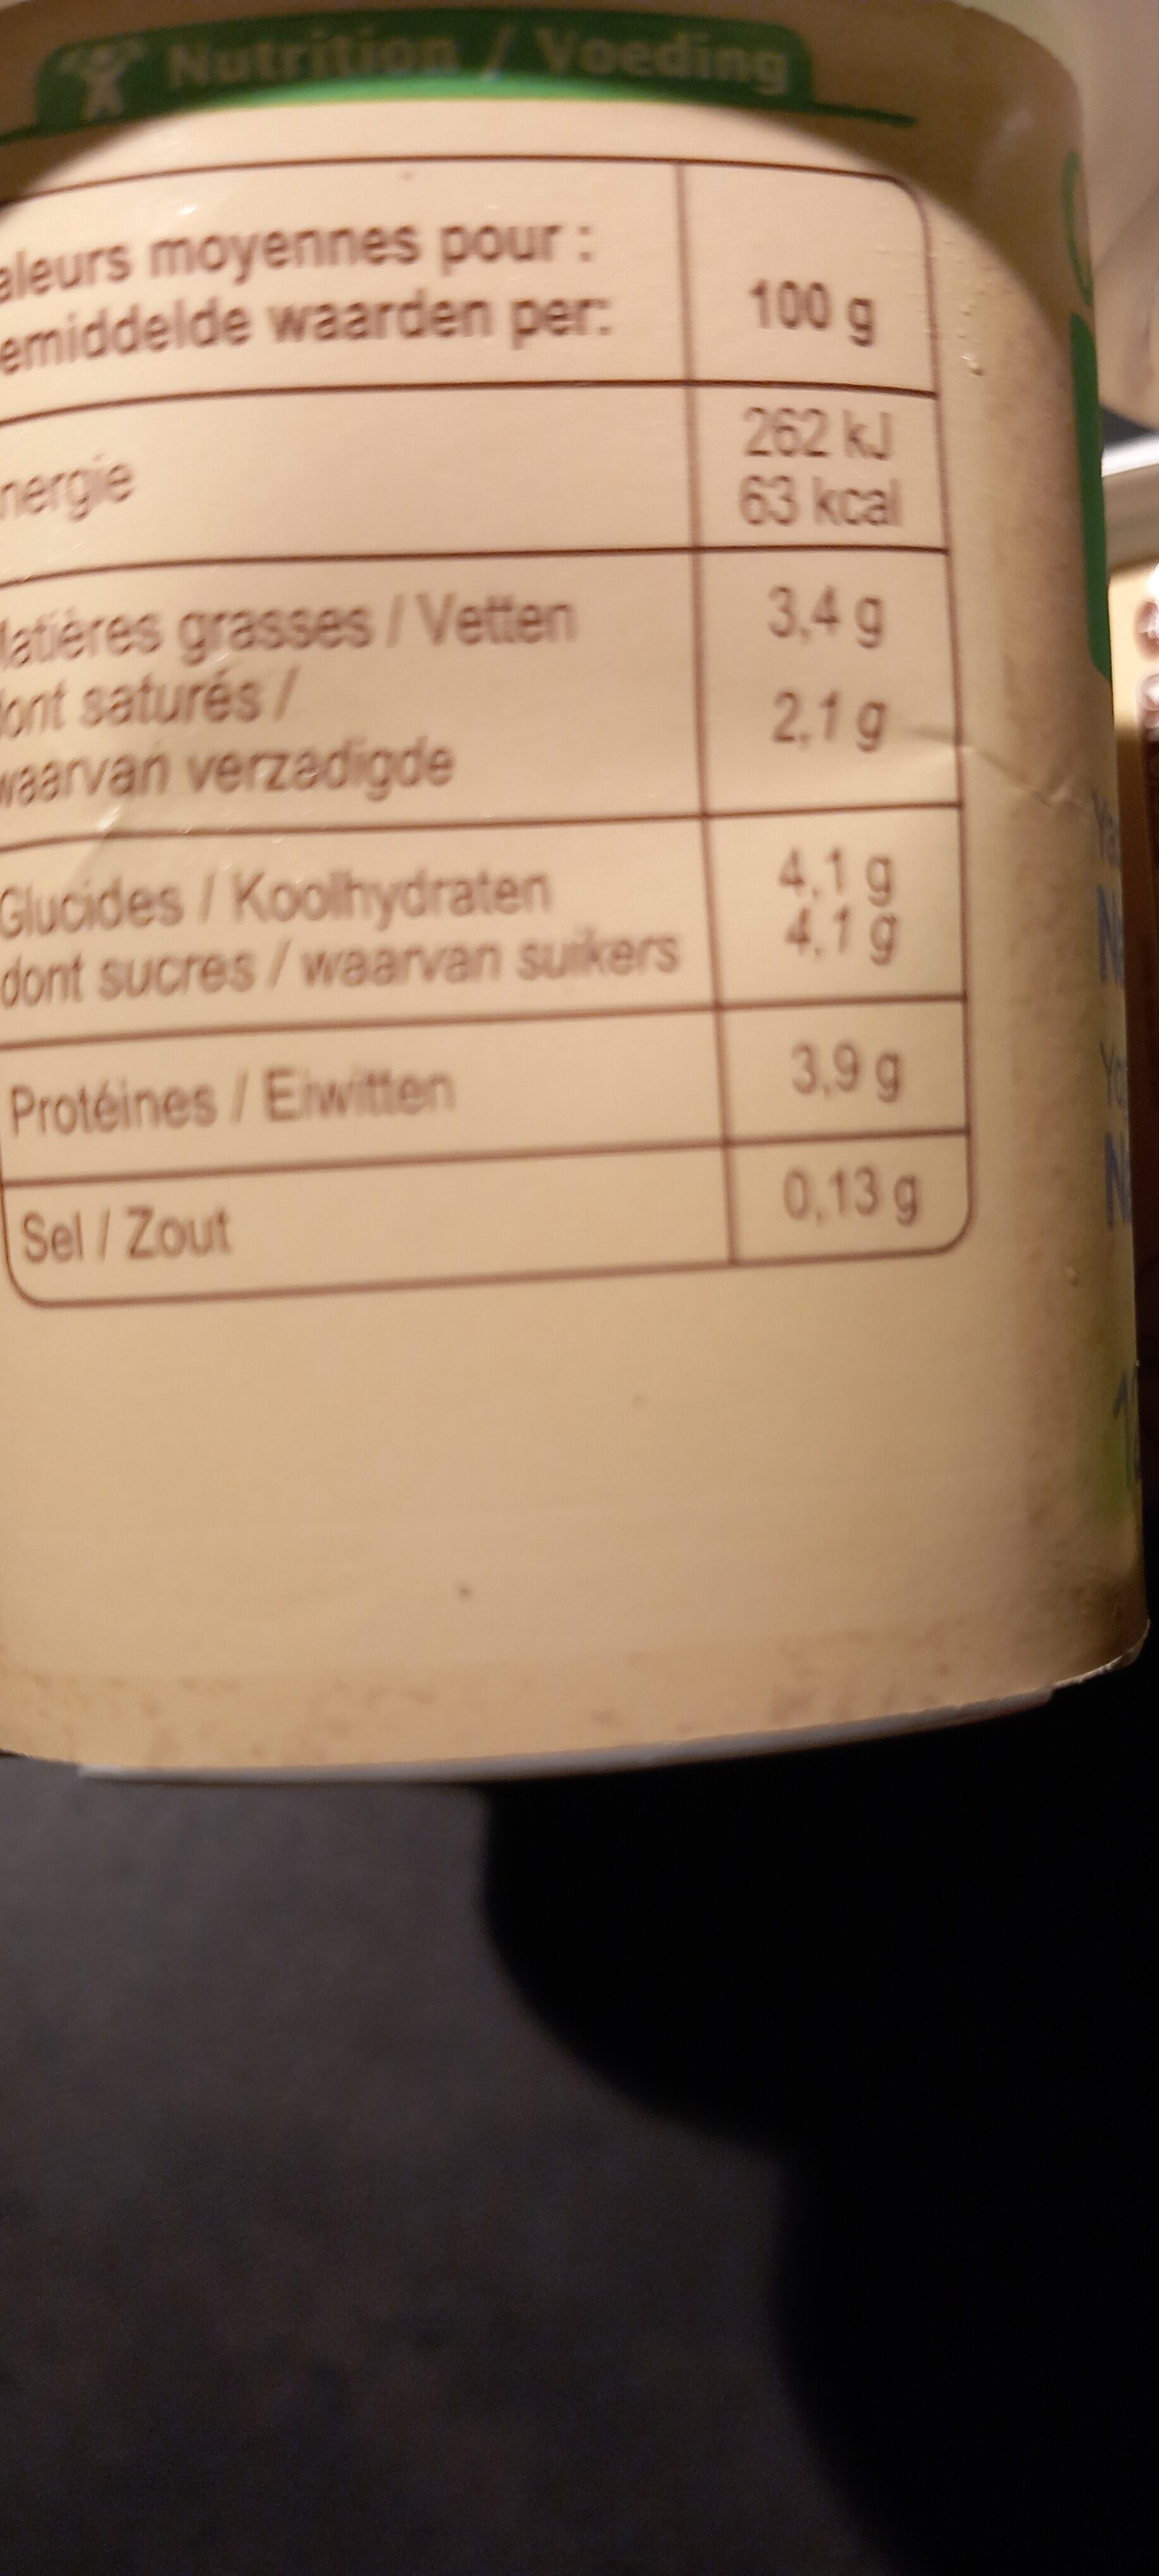 Nutrition / Voeding
aleurs moyennes pour :
emiddelde waarden per:
100 g
nergie
262 kJ
63 kcal
atières grasses / Vetten
3,4 g
dont saturés /
waarvan verzadigde
2,1 g
Glucides / Koolhydraten
4,1 g
dont sucres / waarvan suikers
4,1 g
Protéines / Eiwitten
3,9 g
Sel / Zout
0,13 g